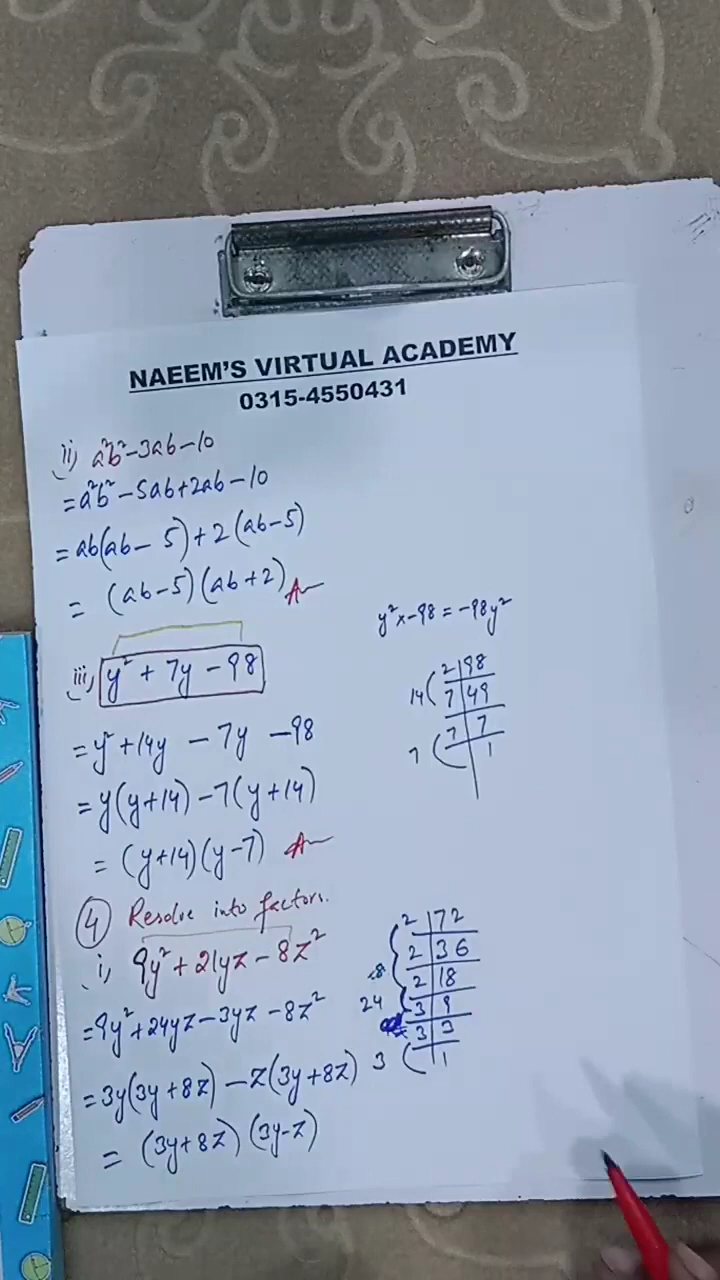 NAEEM'S VIRTUAL ACADEMY
0315-4550431
ii) a²b²-3ab-10
=a²b²-5ab+2ab-10
=ab(ab-5)+2(ab-5)
= (ab-5)(ab+2)
y²x-98=-98y²
iii) y²+7y-98
2|98
14( 7|49
7|7
7 ( 1
=y²+14y-7y-98
=y(y+14)-7(y+14)
= (y+14)(y-7)
④ Resolve into factors.
i) 9y²+21yz-8z²
2|72
2|36
8 2|18
24 3|9
3|3
3 ( 1
=9y²+24yz-3yz-8z²
=3y(3y+8z)-z(3y+8z)
= (3y+8z)(3y-z)